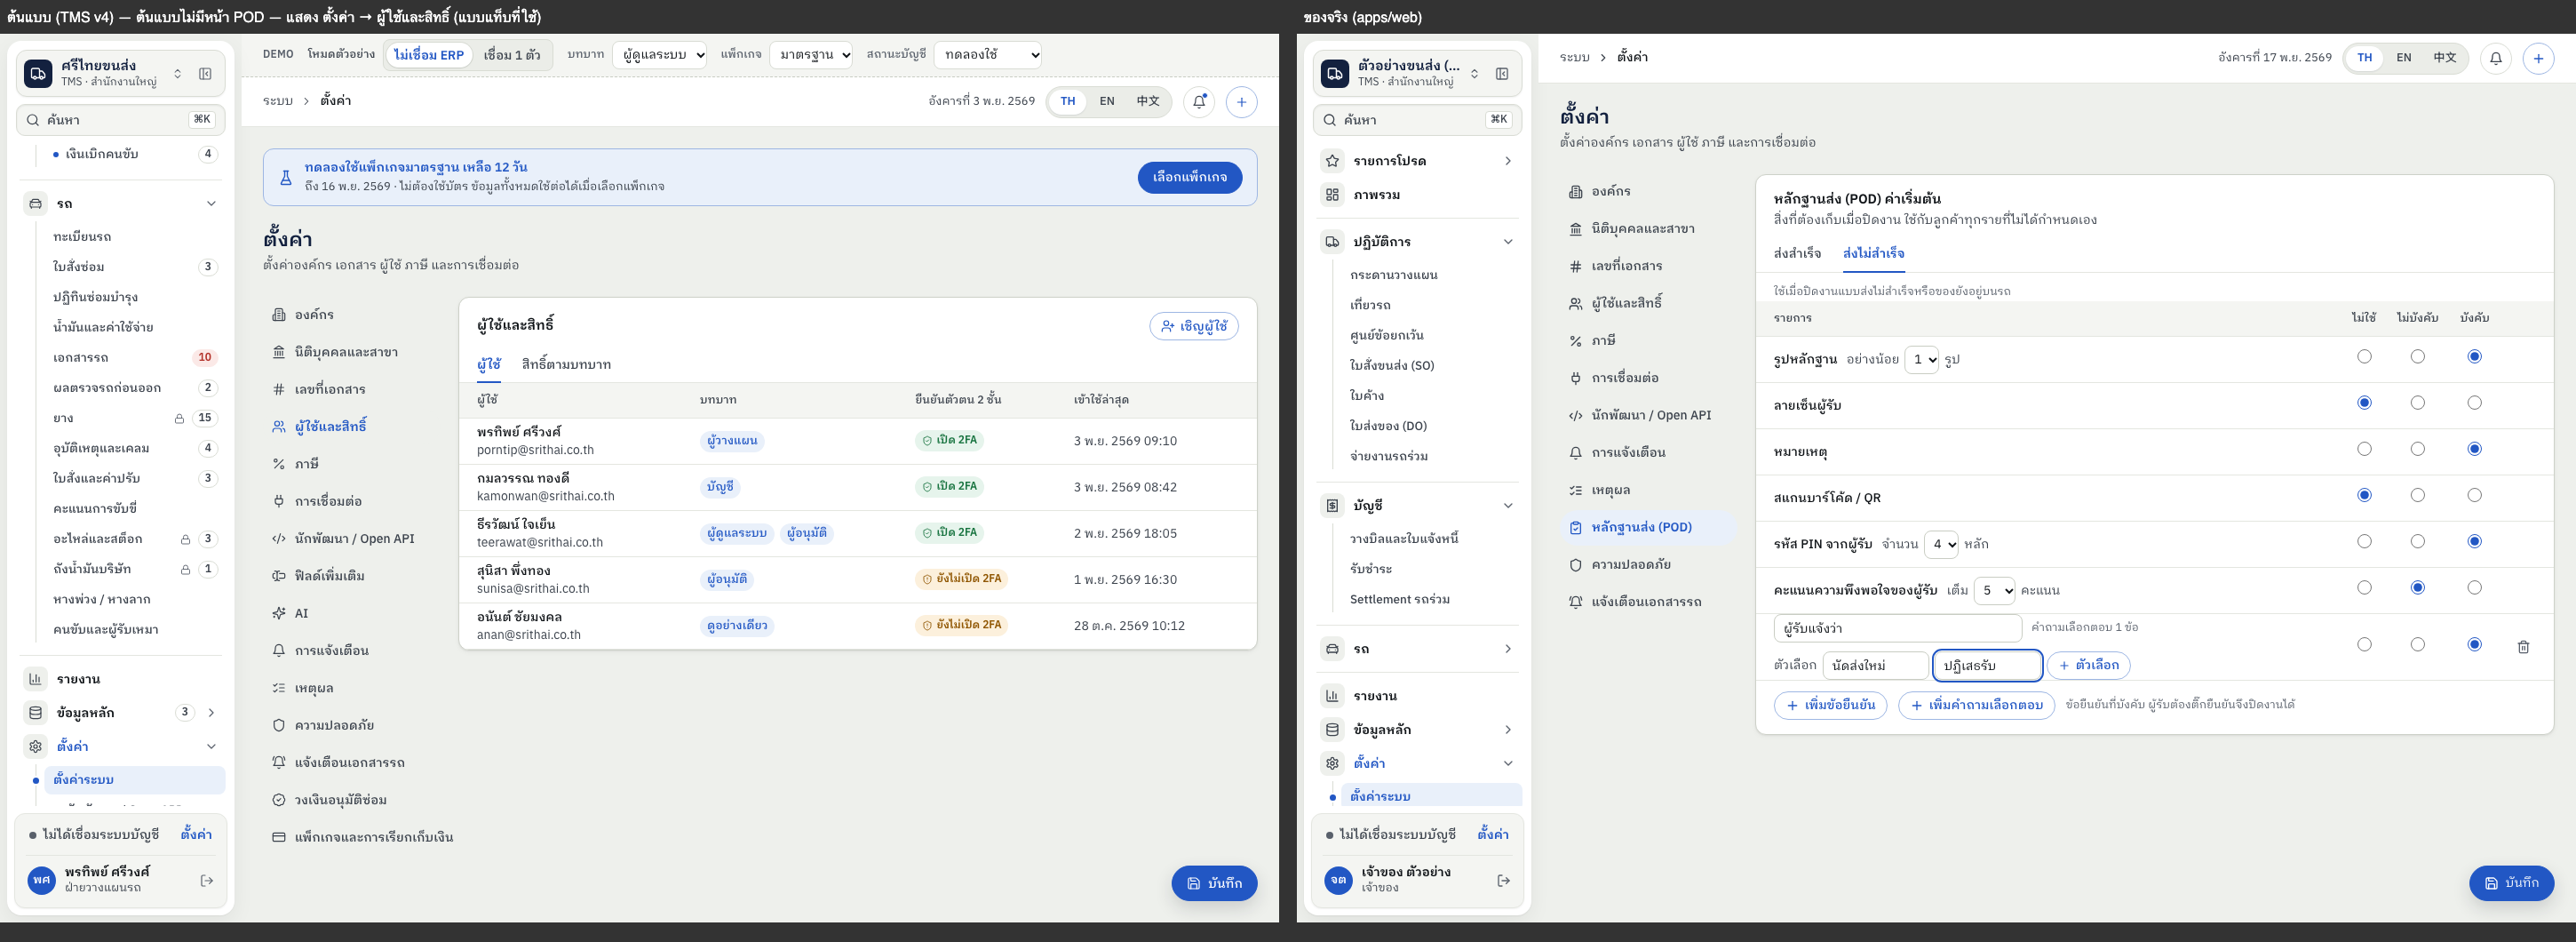 ต้นแบบ (TMS v4) — ต้นแบบไม่มีหน้า POD — แสดง ตั้งค่า → ผู้ใช้และสิทธิ์ (แบบแท็บที่ใช้)
ศรีไทยขนส่ง
TMS · สำนักงานใหญ่
ค้นหา ⌘K
เงินเบิกคนขับ 4
รถ
ทะเบียนรถ
ใบสั่งซ่อม 3
ปฏิทินซ่อมบำรุง
น้ำมันและค่าใช้จ่าย
เอกสารรถ 10
ผลตรวจรถก่อนออก 2
ยาง 15
อุบัติเหตุและเคลม 4
ใบสั่งและค่าปรับ 3
คะแนนการขับขี่
อะไหล่และสต็อก 3
ถังน้ำมันบริษัท 1
หางพ่วง / หางลาก
คนขับและผู้รับเหมา
รายงาน
ข้อมูลหลัก 3
ตั้งค่า
ตั้งค่าระบบ
ไม่ได้เชื่อมระบบบัญชี ตั้งค่า
พศ พรทิพย์ ศรีวงศ์
ฝ่ายวางแผนรถ
DEMO โหมดตัวอย่าง ไม่เชื่อม ERP เชื่อม 1 ตัว บทบาท ผู้ดูแลระบบ แพ็กเกจ มาตรฐาน สถานะบัญชี ทดลองใช้
ระบบ > ตั้งค่า อังคารที่ 3 พ.ย. 2569 TH EN 中文
ทดลองใช้แพ็กเกจมาตรฐาน เหลือ 12 วัน
ถึง 16 พ.ย. 2569 · ไม่ต้องใช้บัตร ข้อมูลทั้งหมดใช้ต่อได้เมื่อเลือกแพ็กเกจ
เลือกแพ็กเกจ
ตั้งค่า
ตั้งค่าองค์กร เอกสาร ผู้ใช้ ภาษี และการเชื่อมต่อ
องค์กร
นิติบุคคลและสาขา
เลขที่เอกสาร
ผู้ใช้และสิทธิ์
ภาษี
การเชื่อมต่อ
นักพัฒนา / Open API
ฟิลด์เพิ่มเติม
AI
การแจ้งเตือน
เหตุผล
ความปลอดภัย
แจ้งเตือนเอกสารรถ
วงเงินอนุมัติซ่อม
แพ็กเกจและการเรียกเก็บเงิน
ผู้ใช้และสิทธิ์ เชิญผู้ใช้
ผู้ใช้ สิทธิ์ตามบทบาท
ผู้ใช้ บทบาท ยืนยันตัวตน 2 ชั้น เข้าใช้ล่าสุด
พรทิพย์ ศรีวงศ์
porntip@srithai.co.th ผู้วางแผน เปิด 2FA 3 พ.ย. 2569 09:10
กมลวรรณ ทองดี
kamonwan@srithai.co.th บัญชี เปิด 2FA 3 พ.ย. 2569 08:42
ธีรวัฒน์ ใจเย็น
teerawat@srithai.co.th ผู้ดูแลระบบ ผู้อนุมัติ เปิด 2FA 2 พ.ย. 2569 18:05
สุนิสา พึ่งทอง
sunisa@srithai.co.th ผู้อนุมัติ ยังไม่เปิด 2FA 1 พ.ย. 2569 16:30
อนันต์ ชัยมงคล
anan@srithai.co.th ดูอย่างเดียว ยังไม่เปิด 2FA 28 ต.ค. 2569 10:12
บันทึก
ของจริง (apps/web)
ตัวอย่างขนส่ง (...
TMS · สำนักงานใหญ่
ค้นหา ⌘K
รายการโปรด
ภาพรวม
ปฏิบัติการ
กระดานวางแผน
เที่ยวรถ
ศูนย์ข้อยกเว้น
ใบสั่งขนส่ง (SO)
ใบค้าง
ใบส่งของ (DO)
จ่ายงานรถร่วม
บัญชี
วางบิลและใบแจ้งหนี้
รับชำระ
Settlement รถร่วม
รถ
รายงาน
ข้อมูลหลัก
ตั้งค่า
ตั้งค่าระบบ
ไม่ได้เชื่อมระบบบัญชี ตั้งค่า
จต เจ้าของ ตัวอย่าง
เจ้าของ
ระบบ > ตั้งค่า อังคารที่ 17 พ.ย. 2569 TH EN 中文
ตั้งค่า
ตั้งค่าองค์กร เอกสาร ผู้ใช้ ภาษี และการเชื่อมต่อ
องค์กร
นิติบุคคลและสาขา
เลขที่เอกสาร
ผู้ใช้และสิทธิ์
ภาษี
การเชื่อมต่อ
นักพัฒนา / Open API
การแจ้งเตือน
เหตุผล
หลักฐานส่ง (POD)
ความปลอดภัย
แจ้งเตือนเอกสารรถ
หลักฐานส่ง (POD) ค่าเริ่มต้น
สิ่งที่ต้องเก็บเมื่อปิดงาน ใช้กับลูกค้าทุกรายที่ไม่ได้กำหนดเอง
ส่งสำเร็จ ส่งไม่สำเร็จ
ใช้เมื่อปิดงานแบบส่งไม่สำเร็จหรือของยังอยู่บนรถ
รายการ ไม่ใช้ ไม่บังคับ บังคับ
รูปหลักฐาน อย่างน้อย 1 รูป
ลายเซ็นผู้รับ
หมายเหตุ
สแกนบาร์โค้ด / QR
รหัส PIN จากผู้รับ จำนวน 4 หลัก
คะแนนความพึงพอใจของผู้รับ เต็ม 5 คะแนน
ผู้รับแจ้งว่า คำถามเลือกตอบ 1 ข้อ
ตัวเลือก นัดส่งใหม่ ปฏิเสธรับ + ตัวเลือก
+ เพิ่มข้อยืนยัน + เพิ่มคำถามเลือกตอบ ข้อยืนยันที่บังคับ ผู้รับต้องติ๊กยืนยันจึงปิดงานได้
บันทึก